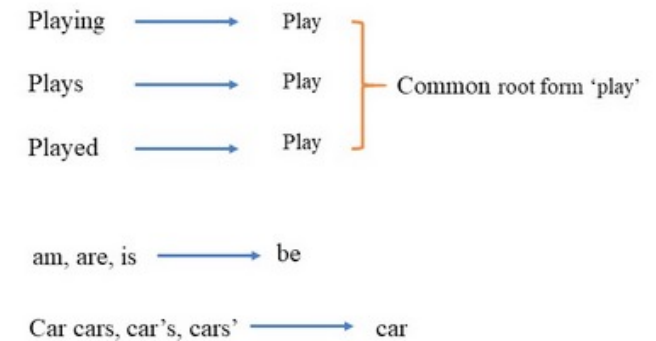 Playing Play
Plays Play
Common root form ‘play’
Played Play
am, are, is be
Car cars, car’s, cars’ car